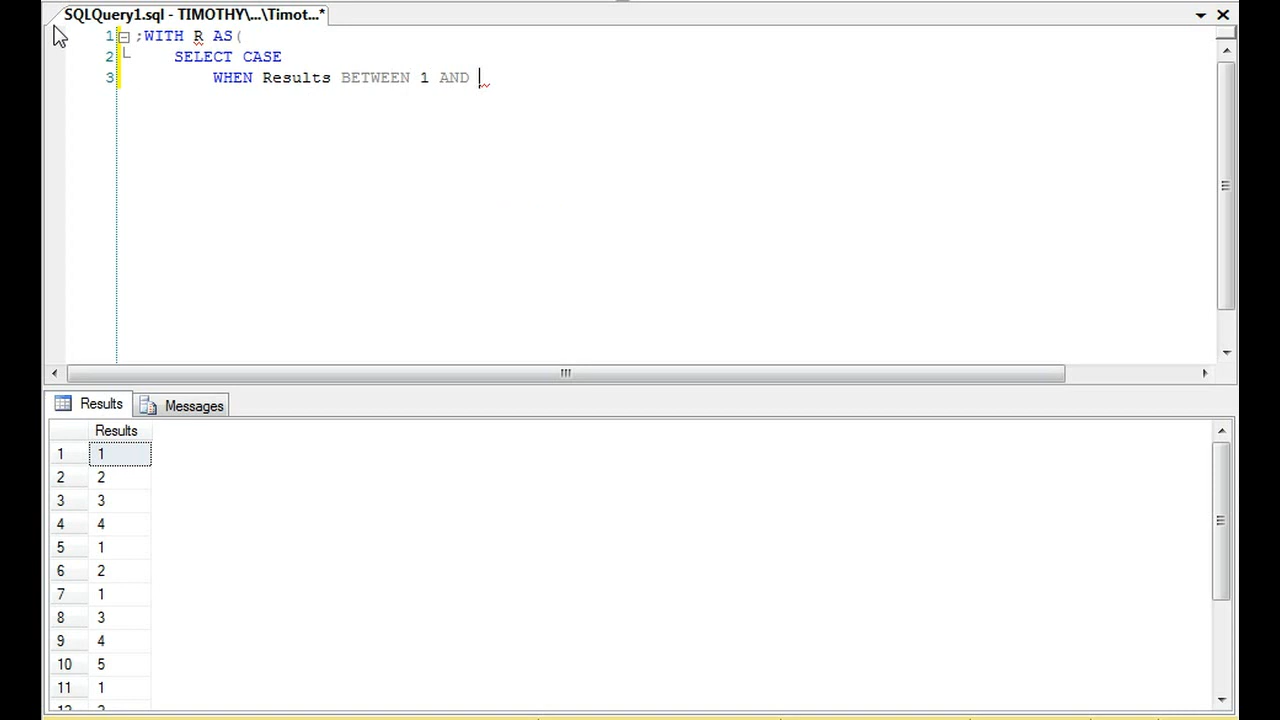 SQLQuery1.sql - TIMOTHY\...\Timot...*
1 ;WITH R AS(
2 SELECT CASE
3 WHEN Results BETWEEN 1 AND
Results Messages
Results
1 1
2 2
3 3
4 4
5 1
6 2
7 1
8 3
9 4
10 5
11 1